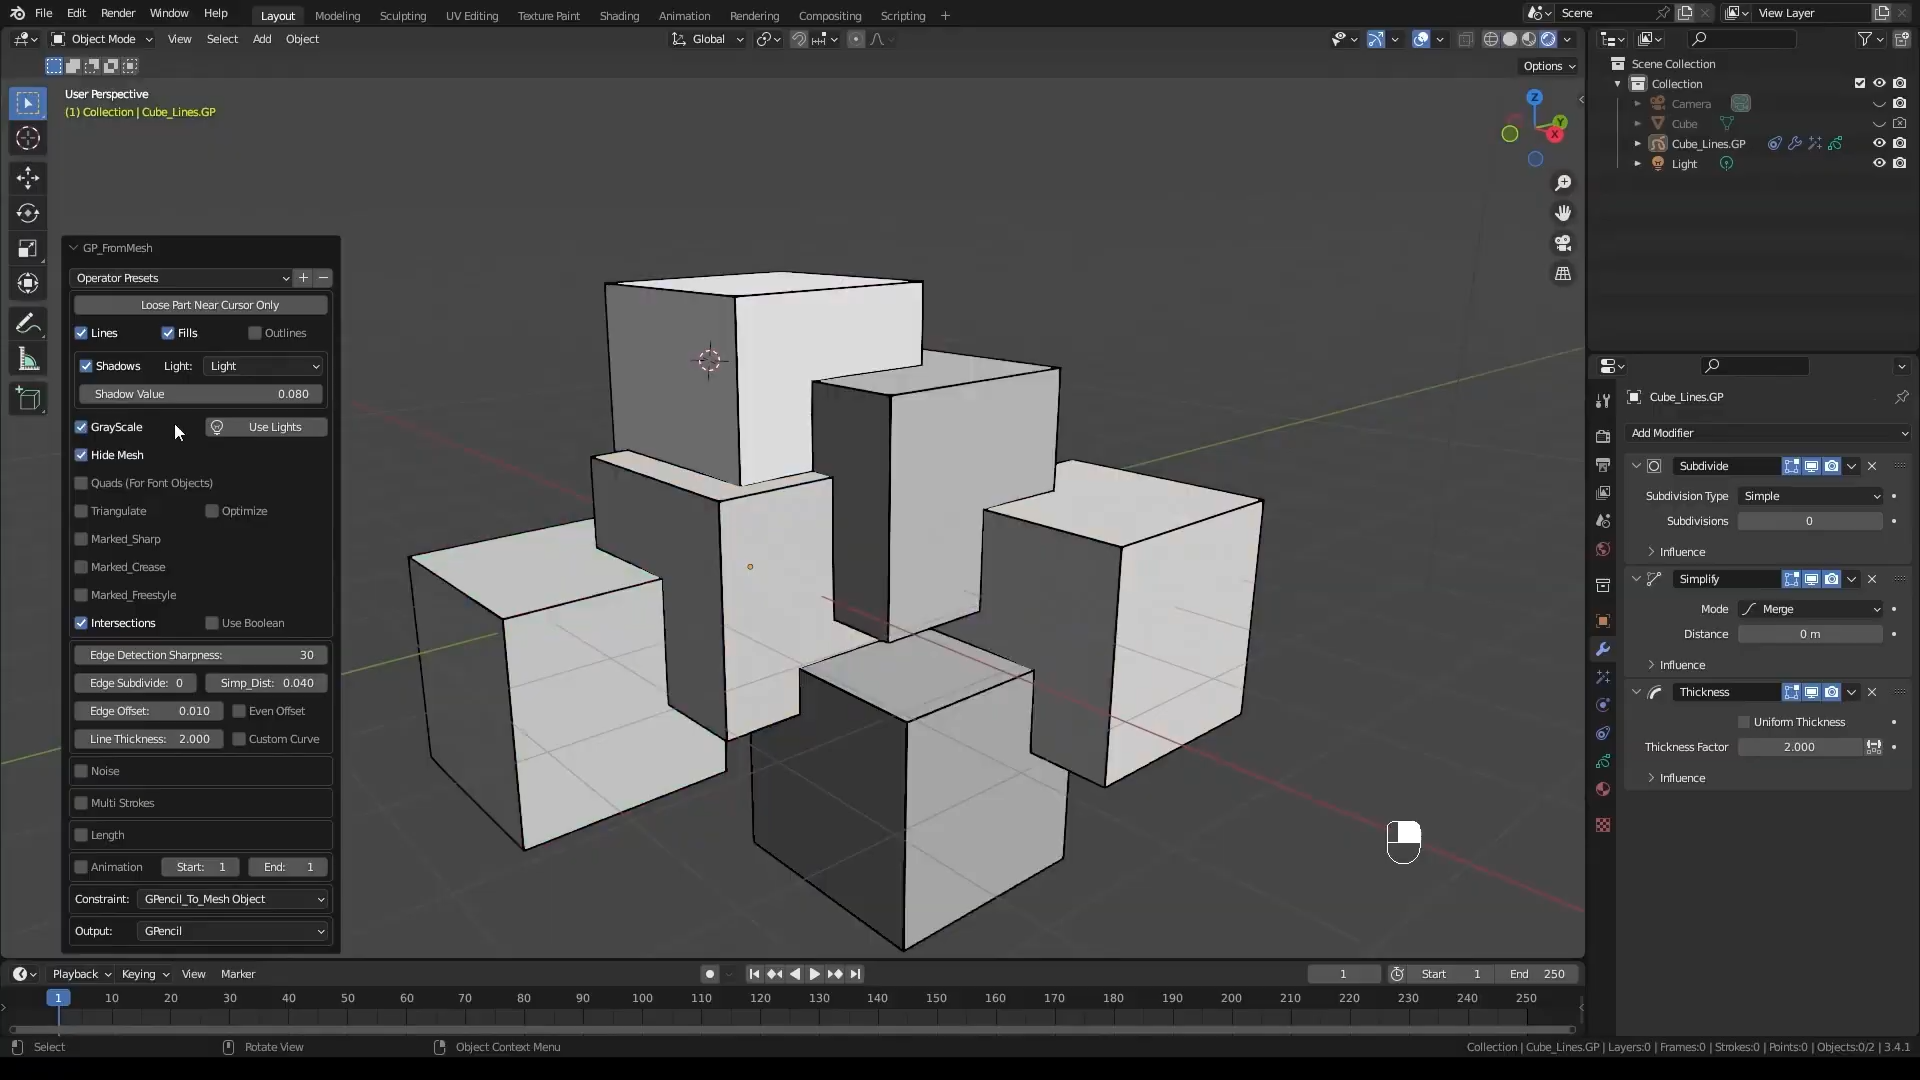 File Edit Render Window Help Layout Modeling Sculpting UV Editing Texture Paint Shading Animation Rendering Compositing Scripting + Scene View Layer
Object Mode View Select Add Object Global
Options
User Perspective
(1) Collection | Cube_Lines.GP
Z
Y
X
GP_FromMesh
Operator Presets
Loose Part Near Cursor Only
Lines Fills Outlines
Shadows Light: Light
Shadow Value 0.080
GrayScale Use Lights
Hide Mesh
Quads (For Font Objects)
Triangulate Optimize
Marked_Sharp
Marked_Crease
Marked_Freestyle
Intersections Use Boolean
Edge Detection Sharpness: 30
Edge Subdivide: 0 Simp_Dist: 0.040
Edge Offset: 0.010 Even Offset
Line Thickness: 2.000 Custom Curve
Noise
Multi Strokes
Length
Animation Start: 1 End: 1
Constraint: GPencil_To_Mesh Object
Output: GPencil
Scene Collection
Collection
Camera
Cube
Cube_Lines.GP
Light
Cube_Lines.GP
Add Modifier
Subdivide
Subdivision Type Simple
Subdivisions 0
Influence
Simplify
Mode Merge
Distance 0 m
Influence
Thickness
Uniform Thickness
Thickness Factor 2.000
Influence
Playback Keying View Marker 1 Start 1 End 250
1 10 20 30 40 50 60 70 80 90 100 110 120 130 140 150 160 170 180 190 200 210 220 230 240 250
Select Rotate View Object Context Menu Collection | Cube_Lines.GP | Layers:0 | Frames:0 | Strokes:0 | Points:0 | Objects:0/2 | 3.4.1